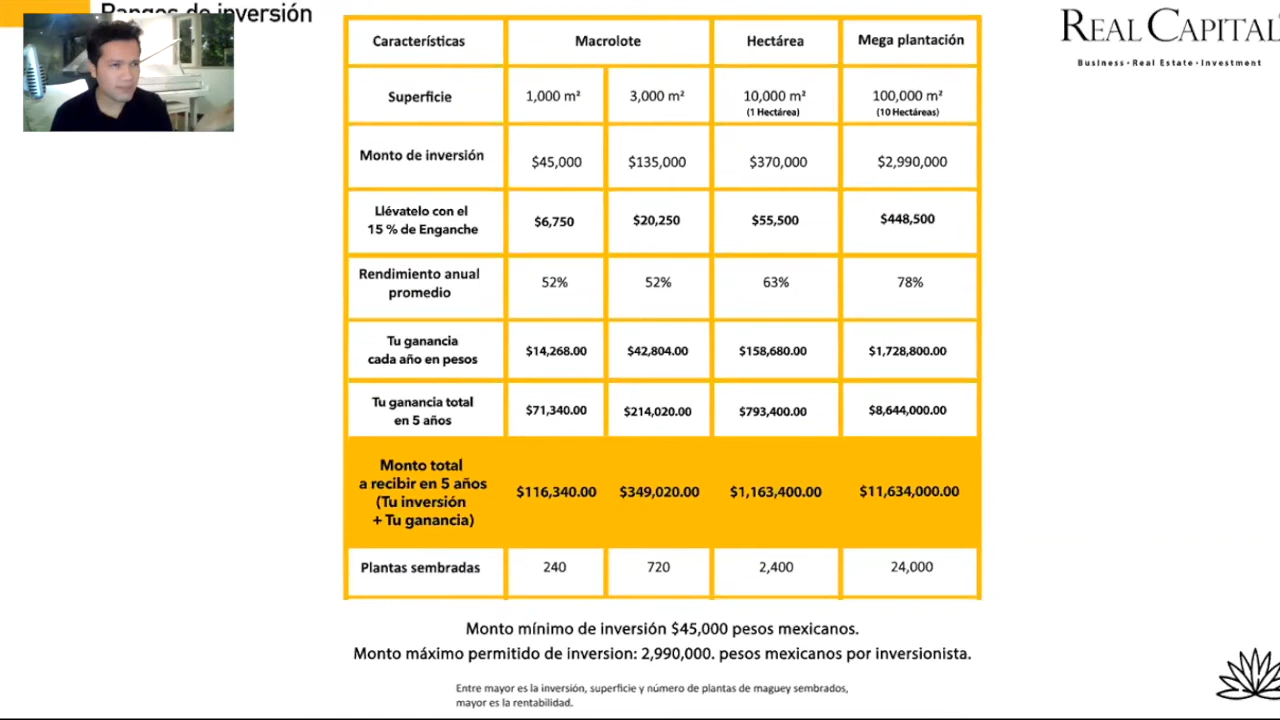 Rangos de inversión
REAL CAPITAL
Business · Real Estate · Investment
Características Macrolote Hectárea Mega plantación
Superficie 1,000 m² 3,000 m² 10,000 m² 100,000 m²
(1 Hectárea) (10 Hectáreas)
Monto de inversión $45,000 $135,000 $370,000 $2,990,000
Llévatelo con el
15 % de Enganche $6,750 $20,250 $55,500 $448,500
Rendimiento anual
promedio 52% 52% 63% 78%
Tu ganancia
cada año en pesos $14,268.00 $42,804.00 $158,680.00 $1,728,800.00
Tu ganancia total
en 5 años $71,340.00 $214,020.00 $793,400.00 $8,644,000.00
Monto total
a recibir en 5 años
(Tu inversión
+ Tu ganancia) $116,340.00 $349,020.00 $1,163,400.00 $11,634,000.00
Plantas sembradas 240 720 2,400 24,000
Monto mínimo de inversión $45,000 pesos mexicanos.
Monto máximo permitido de inversion: 2,990,000. pesos mexicanos por inversionista.
Entre mayor es la inversión, superficie y número de plantas de maguey sembrados,
mayor es la rentabilidad.